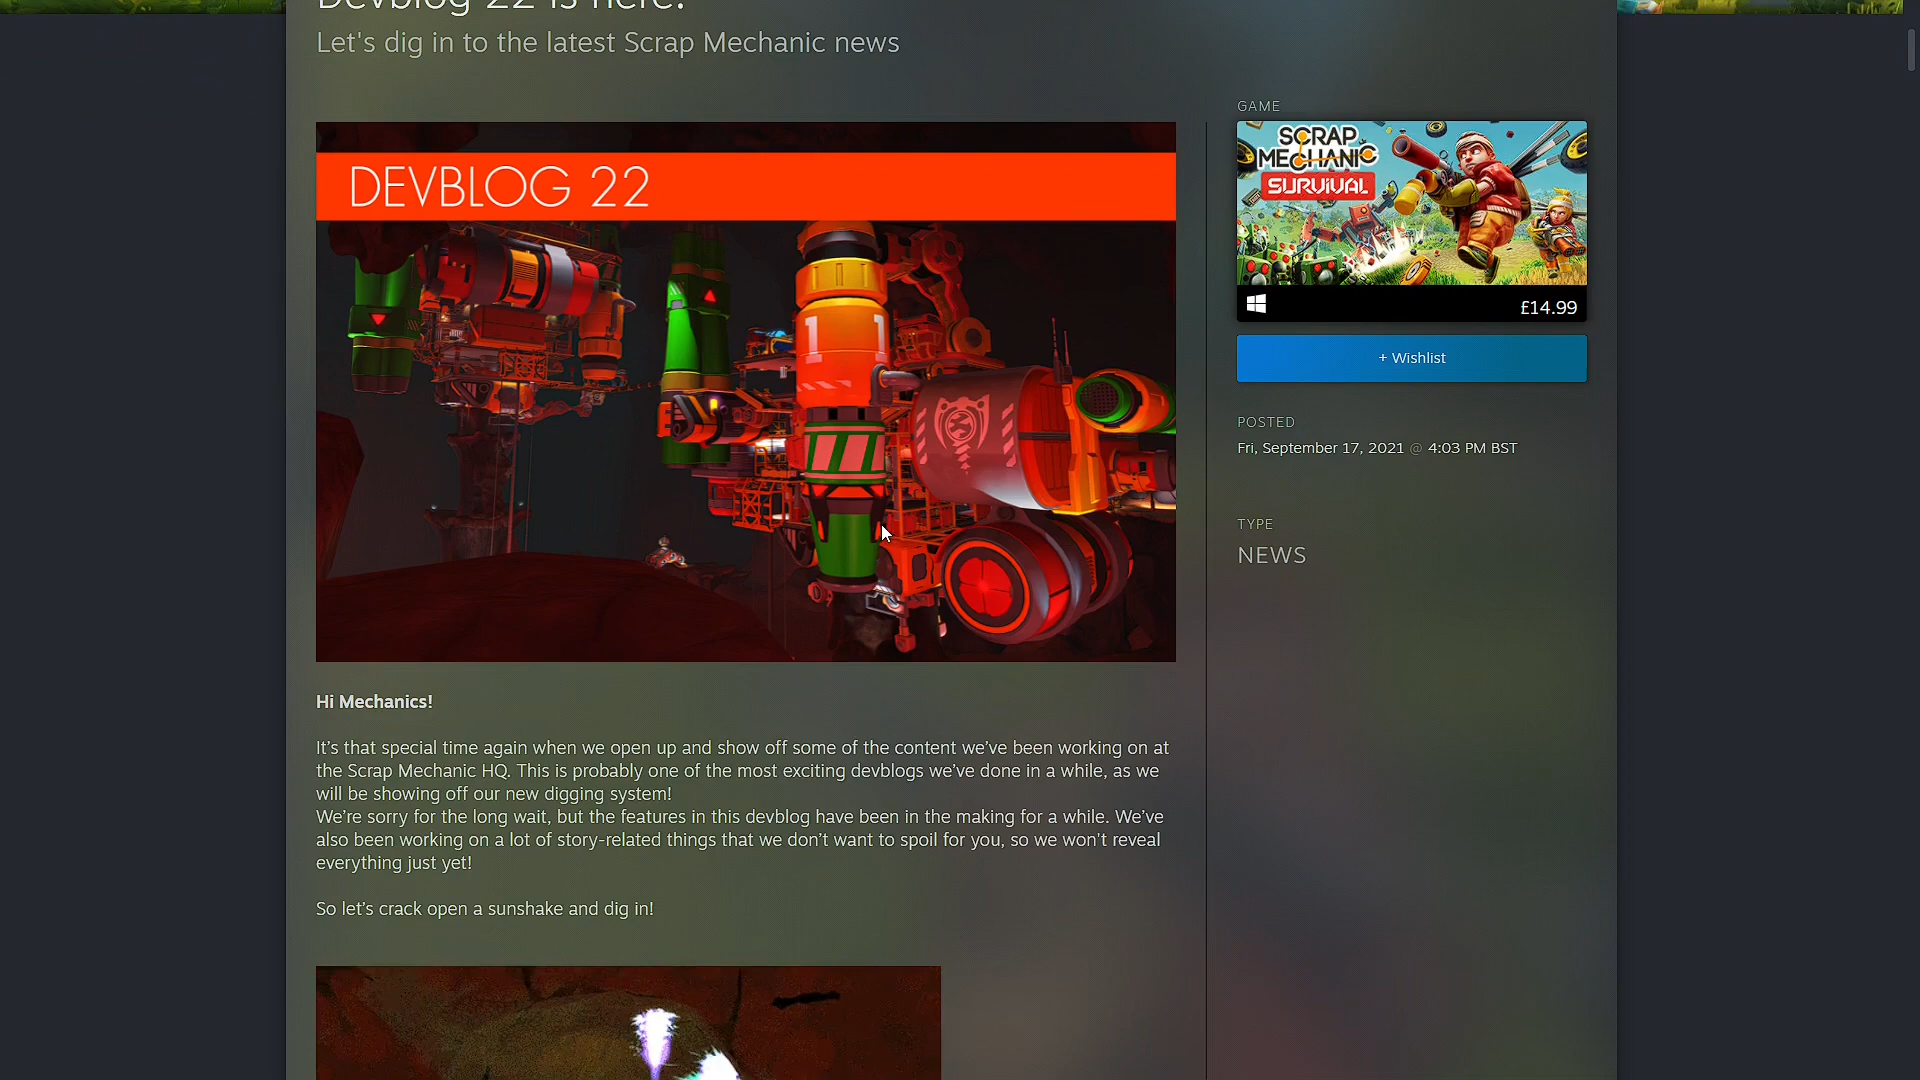 Devblog 22 is here!
Let's dig in to the latest Scrap Mechanic news
DEVBLOG 22
1 1
Hi Mechanics!
It's that special time again when we open up and show off some of the content we've been working on at
the Scrap Mechanic HQ. This is probably one of the most exciting devblogs we've done in a while, as we
will be showing off our new digging system!
We're sorry for the long wait, but the features in this devblog have been in the making for a while. We've
also been working on a lot of story-related things that we don't want to spoil for you, so we won't reveal
everything just yet!
So let's crack open a sunshake and dig in!
GAME
SCRAP
MECHANIC
SURVIVAL
£14.99
+ Wishlist
POSTED
Fri, September 17, 2021 @ 4:03 PM BST
TYPE
NEWS